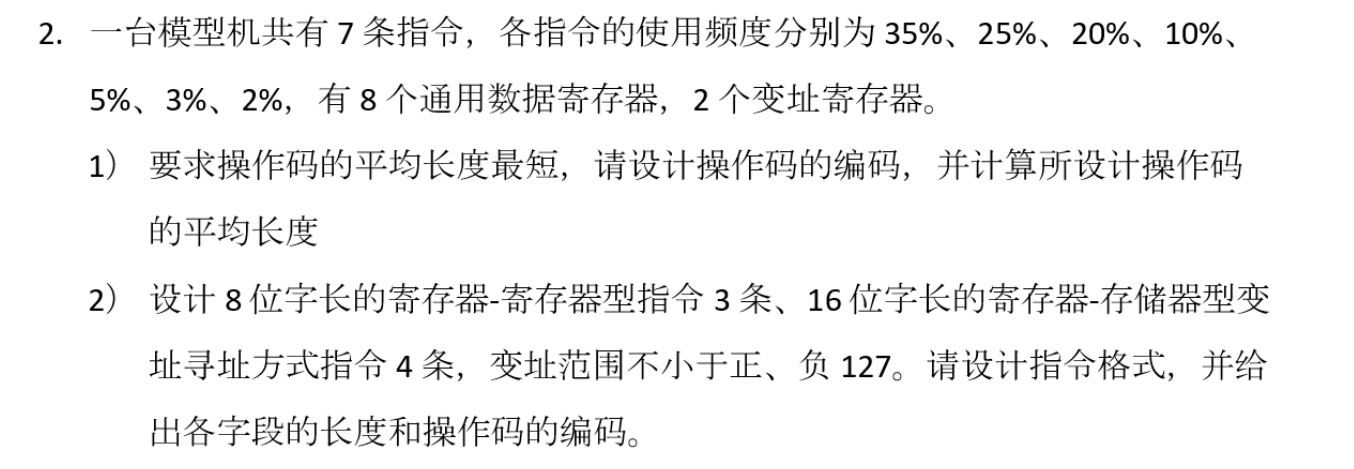 2. 一台模型机共有 7 条指令，各指令的使用频度分别为 35%、25%、20%、10%、
5%、3%、2%，有 8 个通用数据寄存器，2 个变址寄存器。
1） 要求操作码的平均长度最短，请设计操作码的编码，并计算所设计操作码
的平均长度
2） 设计 8 位字长的寄存器-寄存器型指令 3 条、16 位字长的寄存器-存储器型变
址寻址方式指令 4 条，变址范围不小于正、负 127。请设计指令格式，并给
出各字段的长度和操作码的编码。